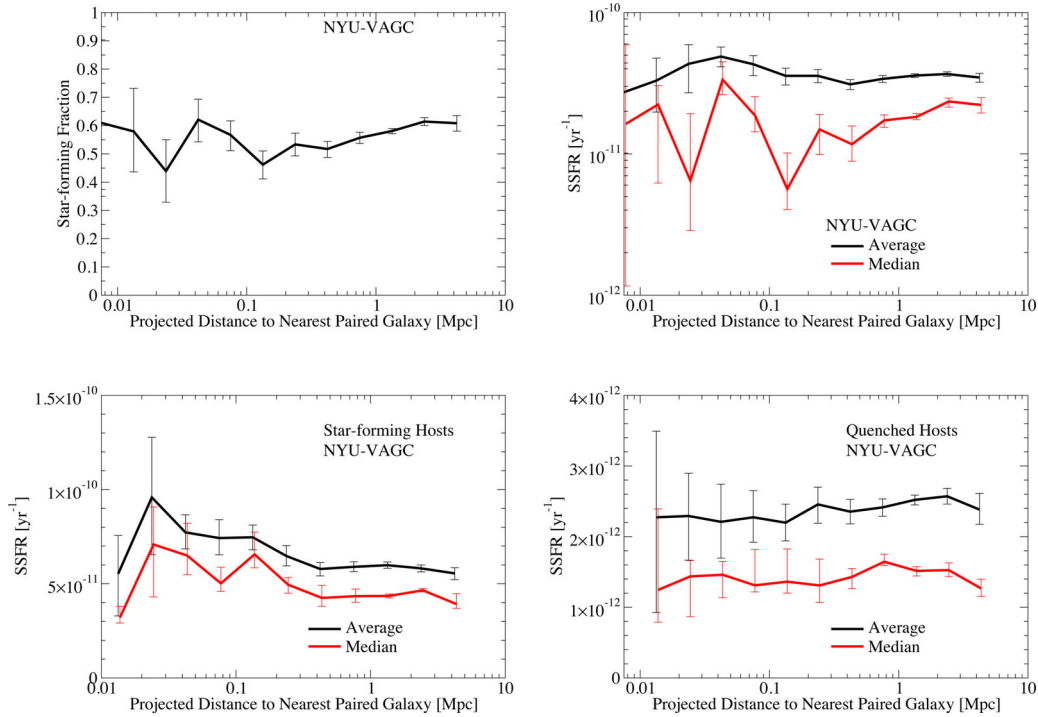 NYU-VAGC
Star-forming Fraction
1
0.9
0.8
0.7
0.6
0.5
0.4
0.3
0.2
0.1
0
0.01 0.1 1 10
Projected Distance to Nearest Paired Galaxy [Mpc]
SSFR [yr⁻¹]
10⁻¹⁰
10⁻¹¹
10⁻¹²
NYU-VAGC
Average
Median
0.01 0.1 1 10
Projected Distance to Nearest Paired Galaxy [Mpc]
SSFR [yr⁻¹]
1.5×10⁻¹⁰
1×10⁻¹⁰
5×10⁻¹¹
0
Star-forming Hosts
NYU-VAGC
Average
Median
0.01 0.1 1 10
Projected Distance to Nearest Paired Galaxy [Mpc]
SSFR [yr⁻¹]
4×10⁻¹²
3×10⁻¹²
2×10⁻¹²
1×10⁻¹²
0
Quenched Hosts
NYU-VAGC
Average
Median
0.01 0.1 1 10
Projected Distance to Nearest Paired Galaxy [Mpc]